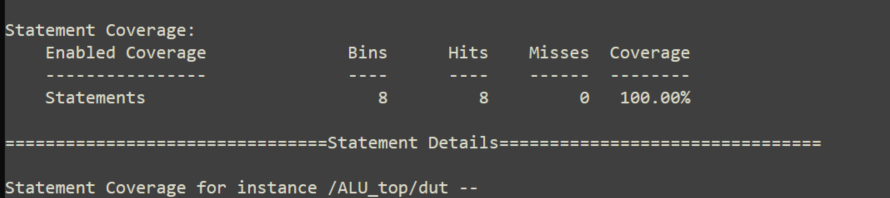 Statement Coverage:
    Enabled Coverage              Bins      Hits    Misses  Coverage
    ----------------              ----      ----    ------  --------
    Statements                       8         8         0   100.00%
================================Statement Details================================
Statement Coverage for instance /ALU_top/dut --